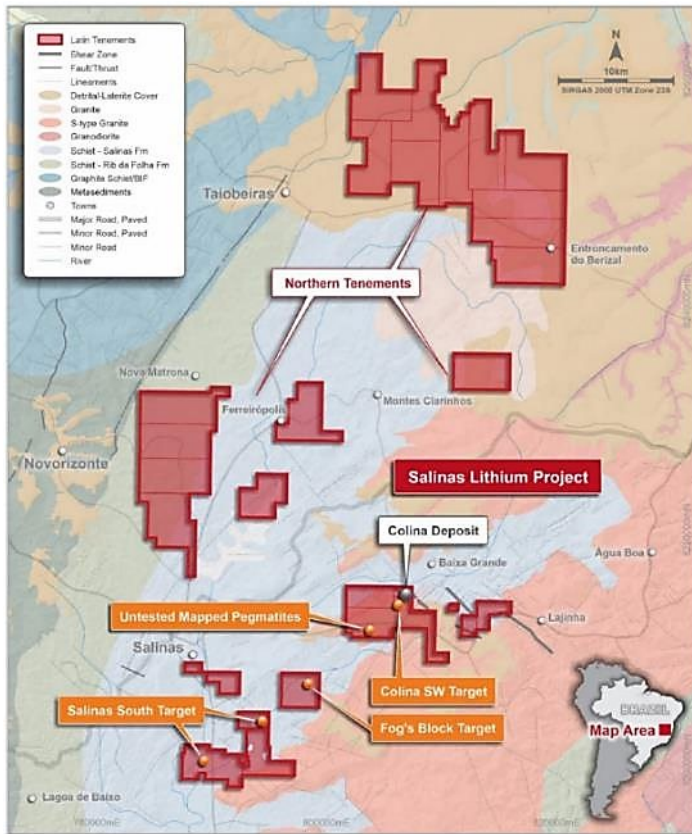 Latin Tenements
Shear Zone
Fault/Thrust
Lineaments
Detrital-Laterite Cover
Granite
S-type Granite
Granodiorite
Schist - Salinas Fm
Schist - Rib da Folha Fm
Graphite Schist/BIF
Metasediments
Towns
Major Road, Paved
Minor Road, Paved
Minor Road
River
N
10km
SIRGAS 2000 UTM Zone 23S
Taiobeiras
Entroncamento
do Berizal
Northern Tenements
Nova Matrona
Ferreirópolis
Montes Clarinhos
Novorizonte
Salinas Lithium Project
Colina Deposit
Baixa Grande
Água Boa
Untested Mapped Pegmatites
Lajinha
Salinas
Colina SW Target
Salinas South Target
Fog's Block Target
BRAZIL
Map Area
Lagoa de Baixo